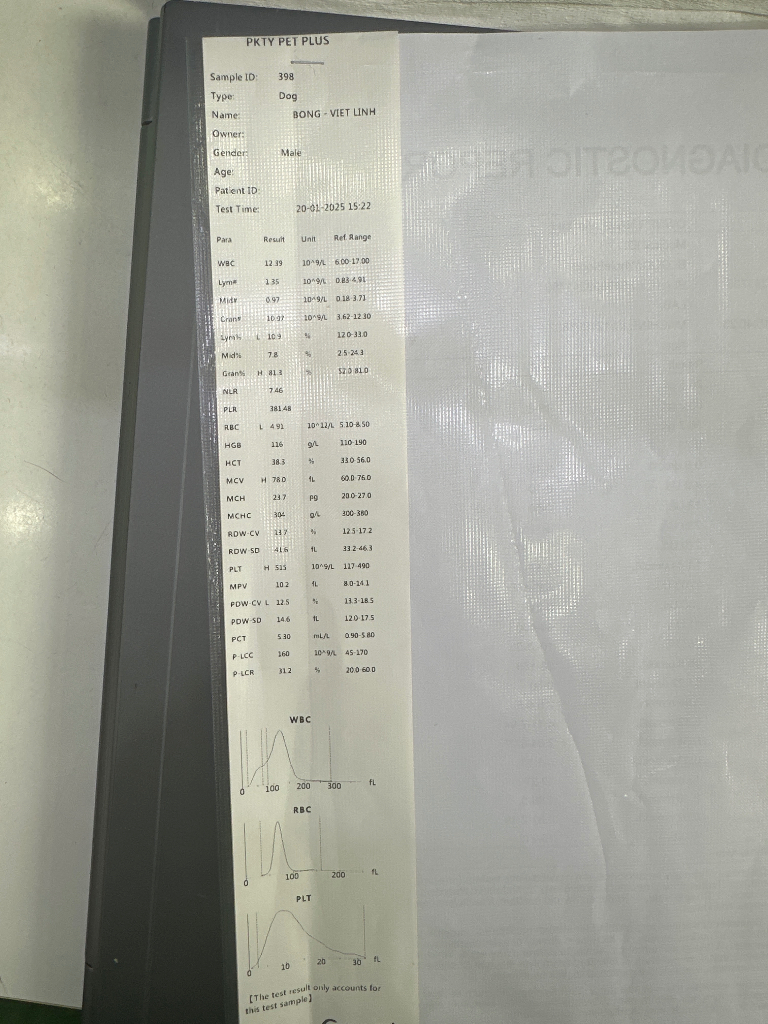 PKTY PET PLUS
Sample ID: 398
Type: Dog
Name: BONG - VIET LINH
Owner:
Gender: Male
Age:
Patient ID:
Test Time: 20-01-2025 15:22
Para Result Unit Ref. Range
WBC 12.39 10^9/L 6.00-17.00
Lym# 1.35 10^9/L 0.83-4.91
Mid# 0.97 10^9/L 0.18-3.71
Gran# 10.07 10^9/L 3.62-12.30
Lym% L 10.9 % 12.0-33.0
Mid% 7.8 % 2.5-24.3
Gran% H 81.3 % 52.0-81.0
NLR 7.46
PLR 381.48
RBC L 4.91 10^12/L 5.10-8.50
HGB 116 g/L 110-190
HCT 38.3 % 33.0-56.0
MCV H 78.0 fL 60.0-76.0
MCH 23.7 pg 20.0-27.0
MCHC 304 g/L 300-380
RDW-CV 13.7 % 12.5-17.2
RDW-SD 41.6 fL 33.2-46.3
PLT H 515 10^9/L 117-490
MPV 10.2 fL 8.0-14.1
PDW-CV L 12.5 % 13.3-18.5
PDW-SD 14.6 fL 12.0-17.5
PCT 5.30 mL/L 0.90-5.80
P-LCC 160 10^9/L 45-170
P-LCR 31.2 % 20.0-60.0
WBC
0 100 200 300 fL
RBC
0 100 200 fL
PLT
0 10 20 30 fL
[The test result only accounts for
this test sample]